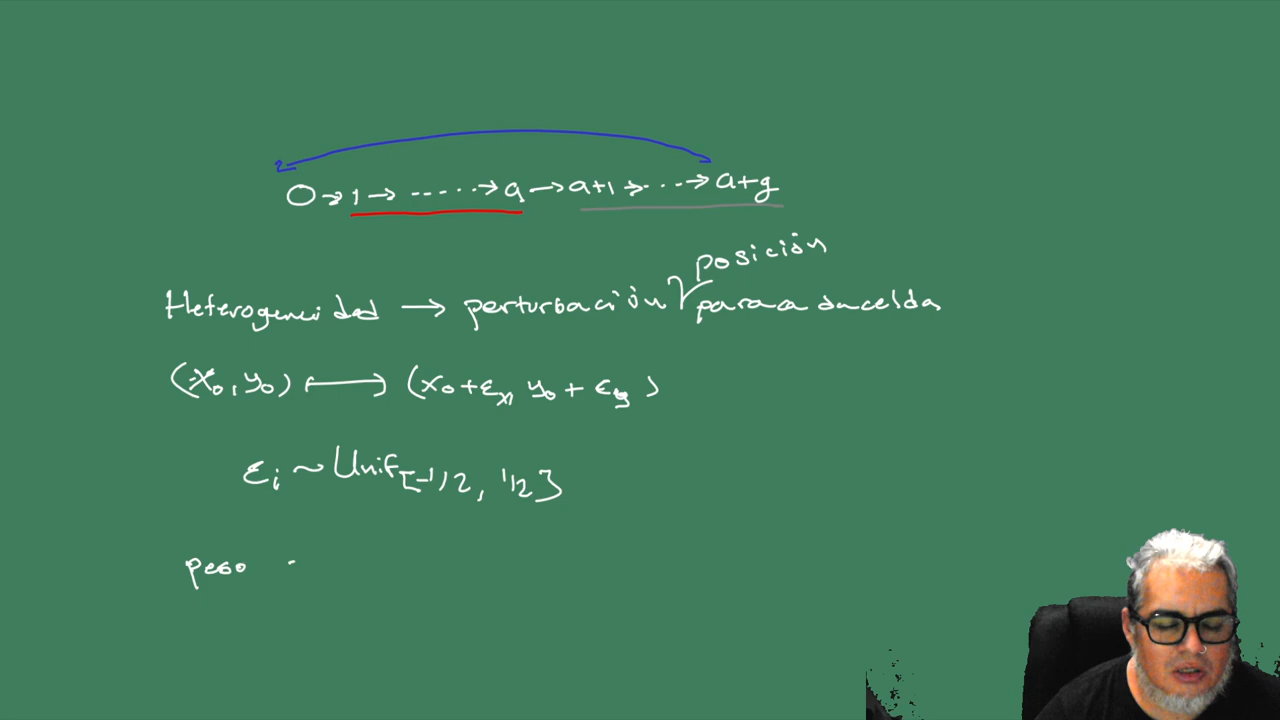 0 → 1 → ...... → a → a+1 → .... → a+g
posición
Heterogeneidad → perturbación para cada celda
(x₀, y₀) ⟼ (x₀+εₓ, y₀+εᵧ)
εᵢ ~ Unif[-1/2, 1/2]
peso